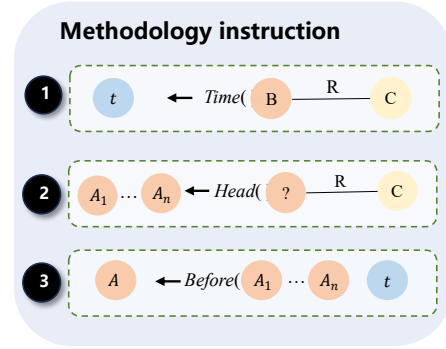 Methodology instruction
1 t ← Time( B R C
2 A₁ ... Aₙ ← Head( ? R C
3 A ← Before( A₁ ... Aₙ t